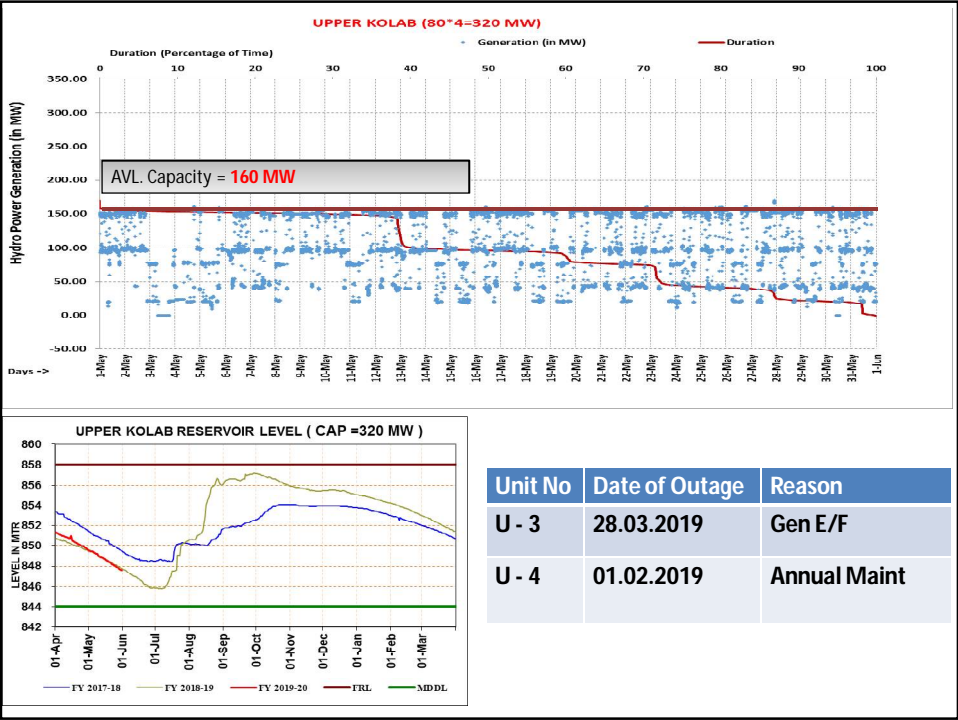 UPPER KOLAB (80*4=320 MW)
Generation (in MW) Duration
Duration (Percentage of Time)
0 10 20 30 40 50 60 70 80 90 100
Hydro Power Generation (in MW)
350.00
300.00
250.00
200.00
150.00
100.00
50.00
0.00
-50.00
AVL. Capacity = 160 MW
Days ->
1-May 2-May 3-May 4-May 5-May 6-May 7-May 8-May 9-May 10-May 11-May 12-May 13-May 14-May 15-May 16-May 17-May 18-May 19-May 20-May 21-May 22-May 23-May 24-May 25-May 26-May 27-May 28-May 29-May 30-May 31-May 1-Jun
UPPER KOLAB RESERVOIR LEVEL ( CAP =320 MW )
LEVEL IN MTR
860
858
856
854
852
850
848
846
844
842
01-Apr 01-May 01-Jun 01-Jul 01-Aug 01-Sep 01-Oct 01-Nov 01-Dec 01-Jan 01-Feb 01-Mar
FY 2017-18 FY 2018-19 FY 2019-20 FRL MDDL
Unit No Date of Outage Reason
U - 3 28.03.2019 Gen E/F
U - 4 01.02.2019 Annual Maint